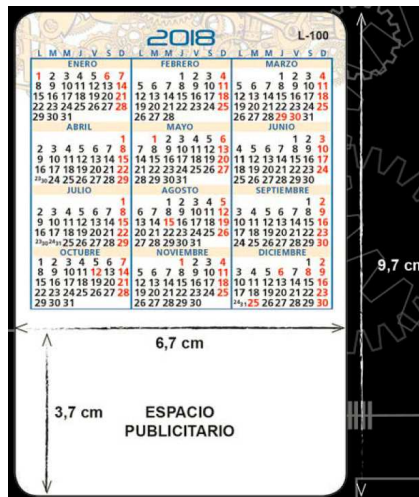 2018 L-100
L M M J V S D L M M J V S D L M M J V S D
ENERO FEBRERO MARZO
1 2 3 4 5 6 7 1 2 3 4 1 2 3 4
8 9 10 11 12 13 14 5 6 7 8 9 10 11 5 6 7 8 9 10 11
15 16 17 18 19 20 21 12 13 14 15 16 17 18 12 13 14 15 16 17 18
22 23 24 25 26 27 28 19 20 21 22 23 24 25 19 20 21 22 23 24 25
29 30 31 26 27 28 26 27 28 29 30 31
ABRIL MAYO JUNIO
1 1 2 3 4 5 6 1 2 3
2 3 4 5 6 7 8 7 8 9 10 11 12 13 4 5 6 7 8 9 10
9 10 11 12 13 14 15 14 15 16 17 18 19 20 11 12 13 14 15 16 17
16 17 18 19 20 21 22 21 22 23 24 25 26 27 18 19 20 21 22 23 24
23/30 24 25 26 27 28 29 28 29 30 31 25 26 27 28 29 30
JULIO AGOSTO SEPTIEMBRE
1 1 2 3 4 5 1 2
2 3 4 5 6 7 8 6 7 8 9 10 11 12 3 4 5 6 7 8 9
9 10 11 12 13 14 15 13 14 15 16 17 18 19 10 11 12 13 14 15 16
16 17 18 19 20 21 22 20 21 22 23 24 25 26 17 18 19 20 21 22 23
23/30 24/31 25 26 27 28 29 27 28 29 30 31 24 25 26 27 28 29 30
OCTUBRE NOVIEMBRE DICIEMBRE
1 2 3 4 5 6 7 1 2 3 4 1 2
8 9 10 11 12 13 14 5 6 7 8 9 10 11 3 4 5 6 7 8 9
15 16 17 18 19 20 21 12 13 14 15 16 17 18 10 11 12 13 14 15 16
22 23 24 25 26 27 28 19 20 21 22 23 24 25 17 18 19 20 21 22 23
29 30 31 26 27 28 29 30 24/31 25 26 27 28 29 30
9,7 cm
6,7 cm
3,7 cm
ESPACIO
PUBLICITARIO